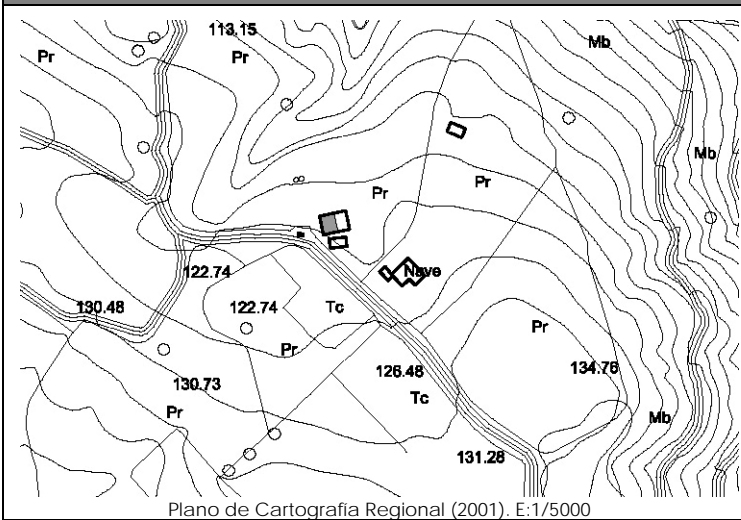 113.15
Pr
Pr
Mb
Mb
Pr
Pr
Nave
122.74
130.48
122.74
Tc
Pr
Pr
134.76
126.48
130.73
Tc
Pr
Mb
131.28
Plano de Cartografía Regional (2001). E:1/5000